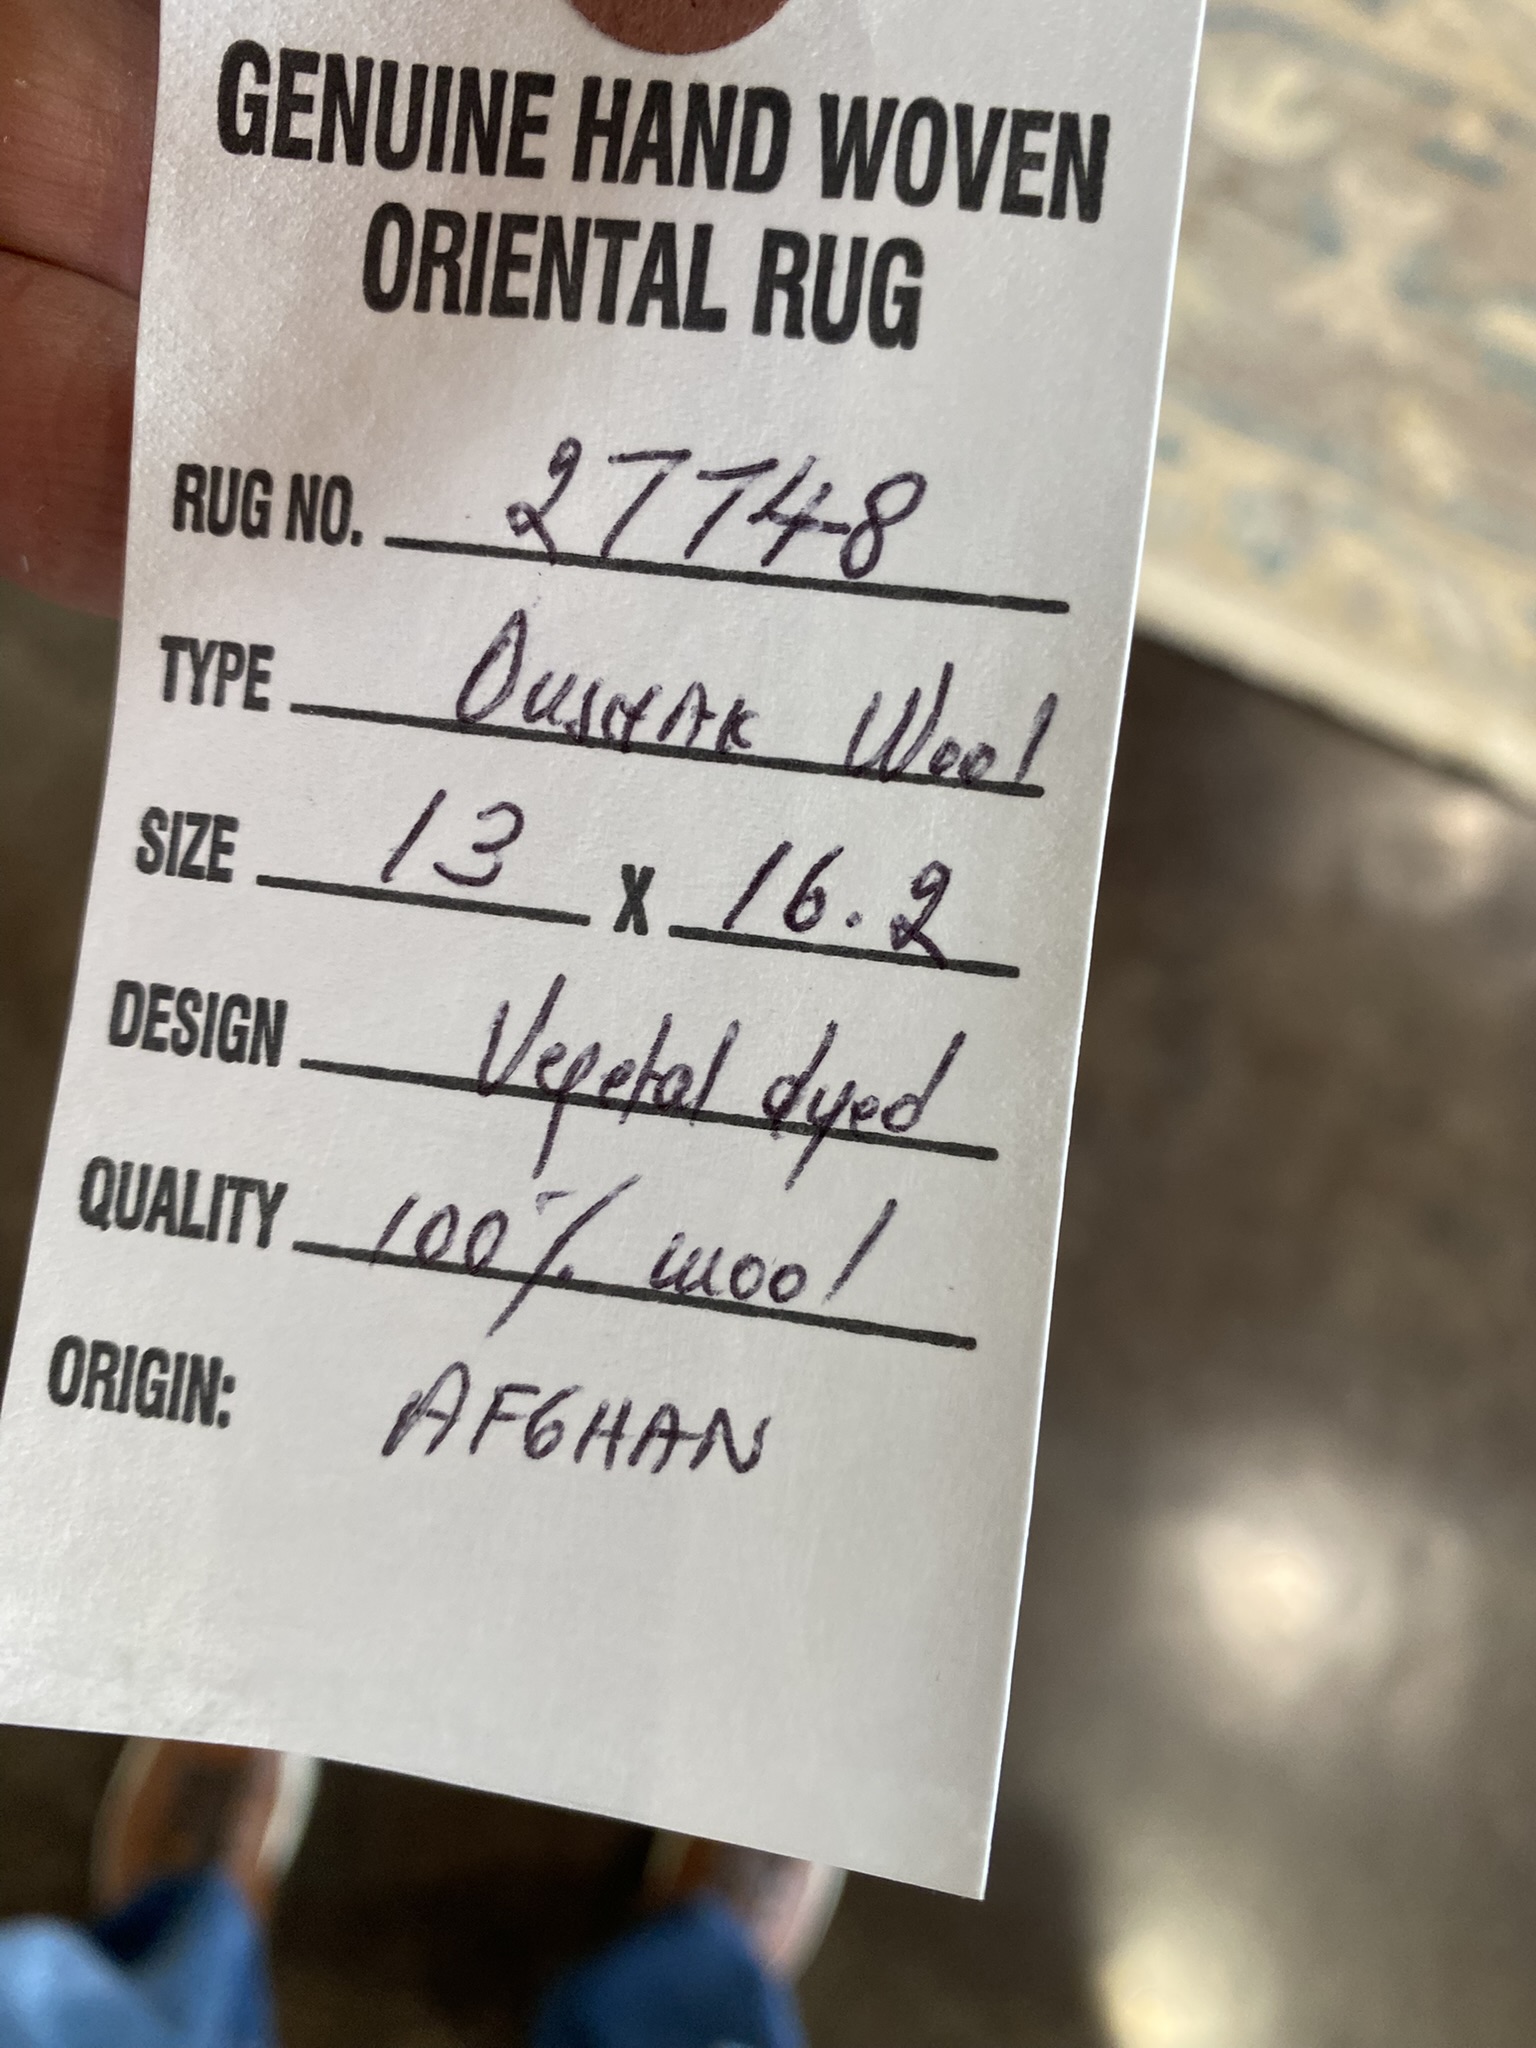 GENUINE HAND WOVEN
ORIENTAL RUG
RUG NO. 27748
TYPE Oushak Wool
SIZE 13 X 16.2
DESIGN Vegetal dyed
QUALITY 100% wool
ORIGIN: AFGHAN